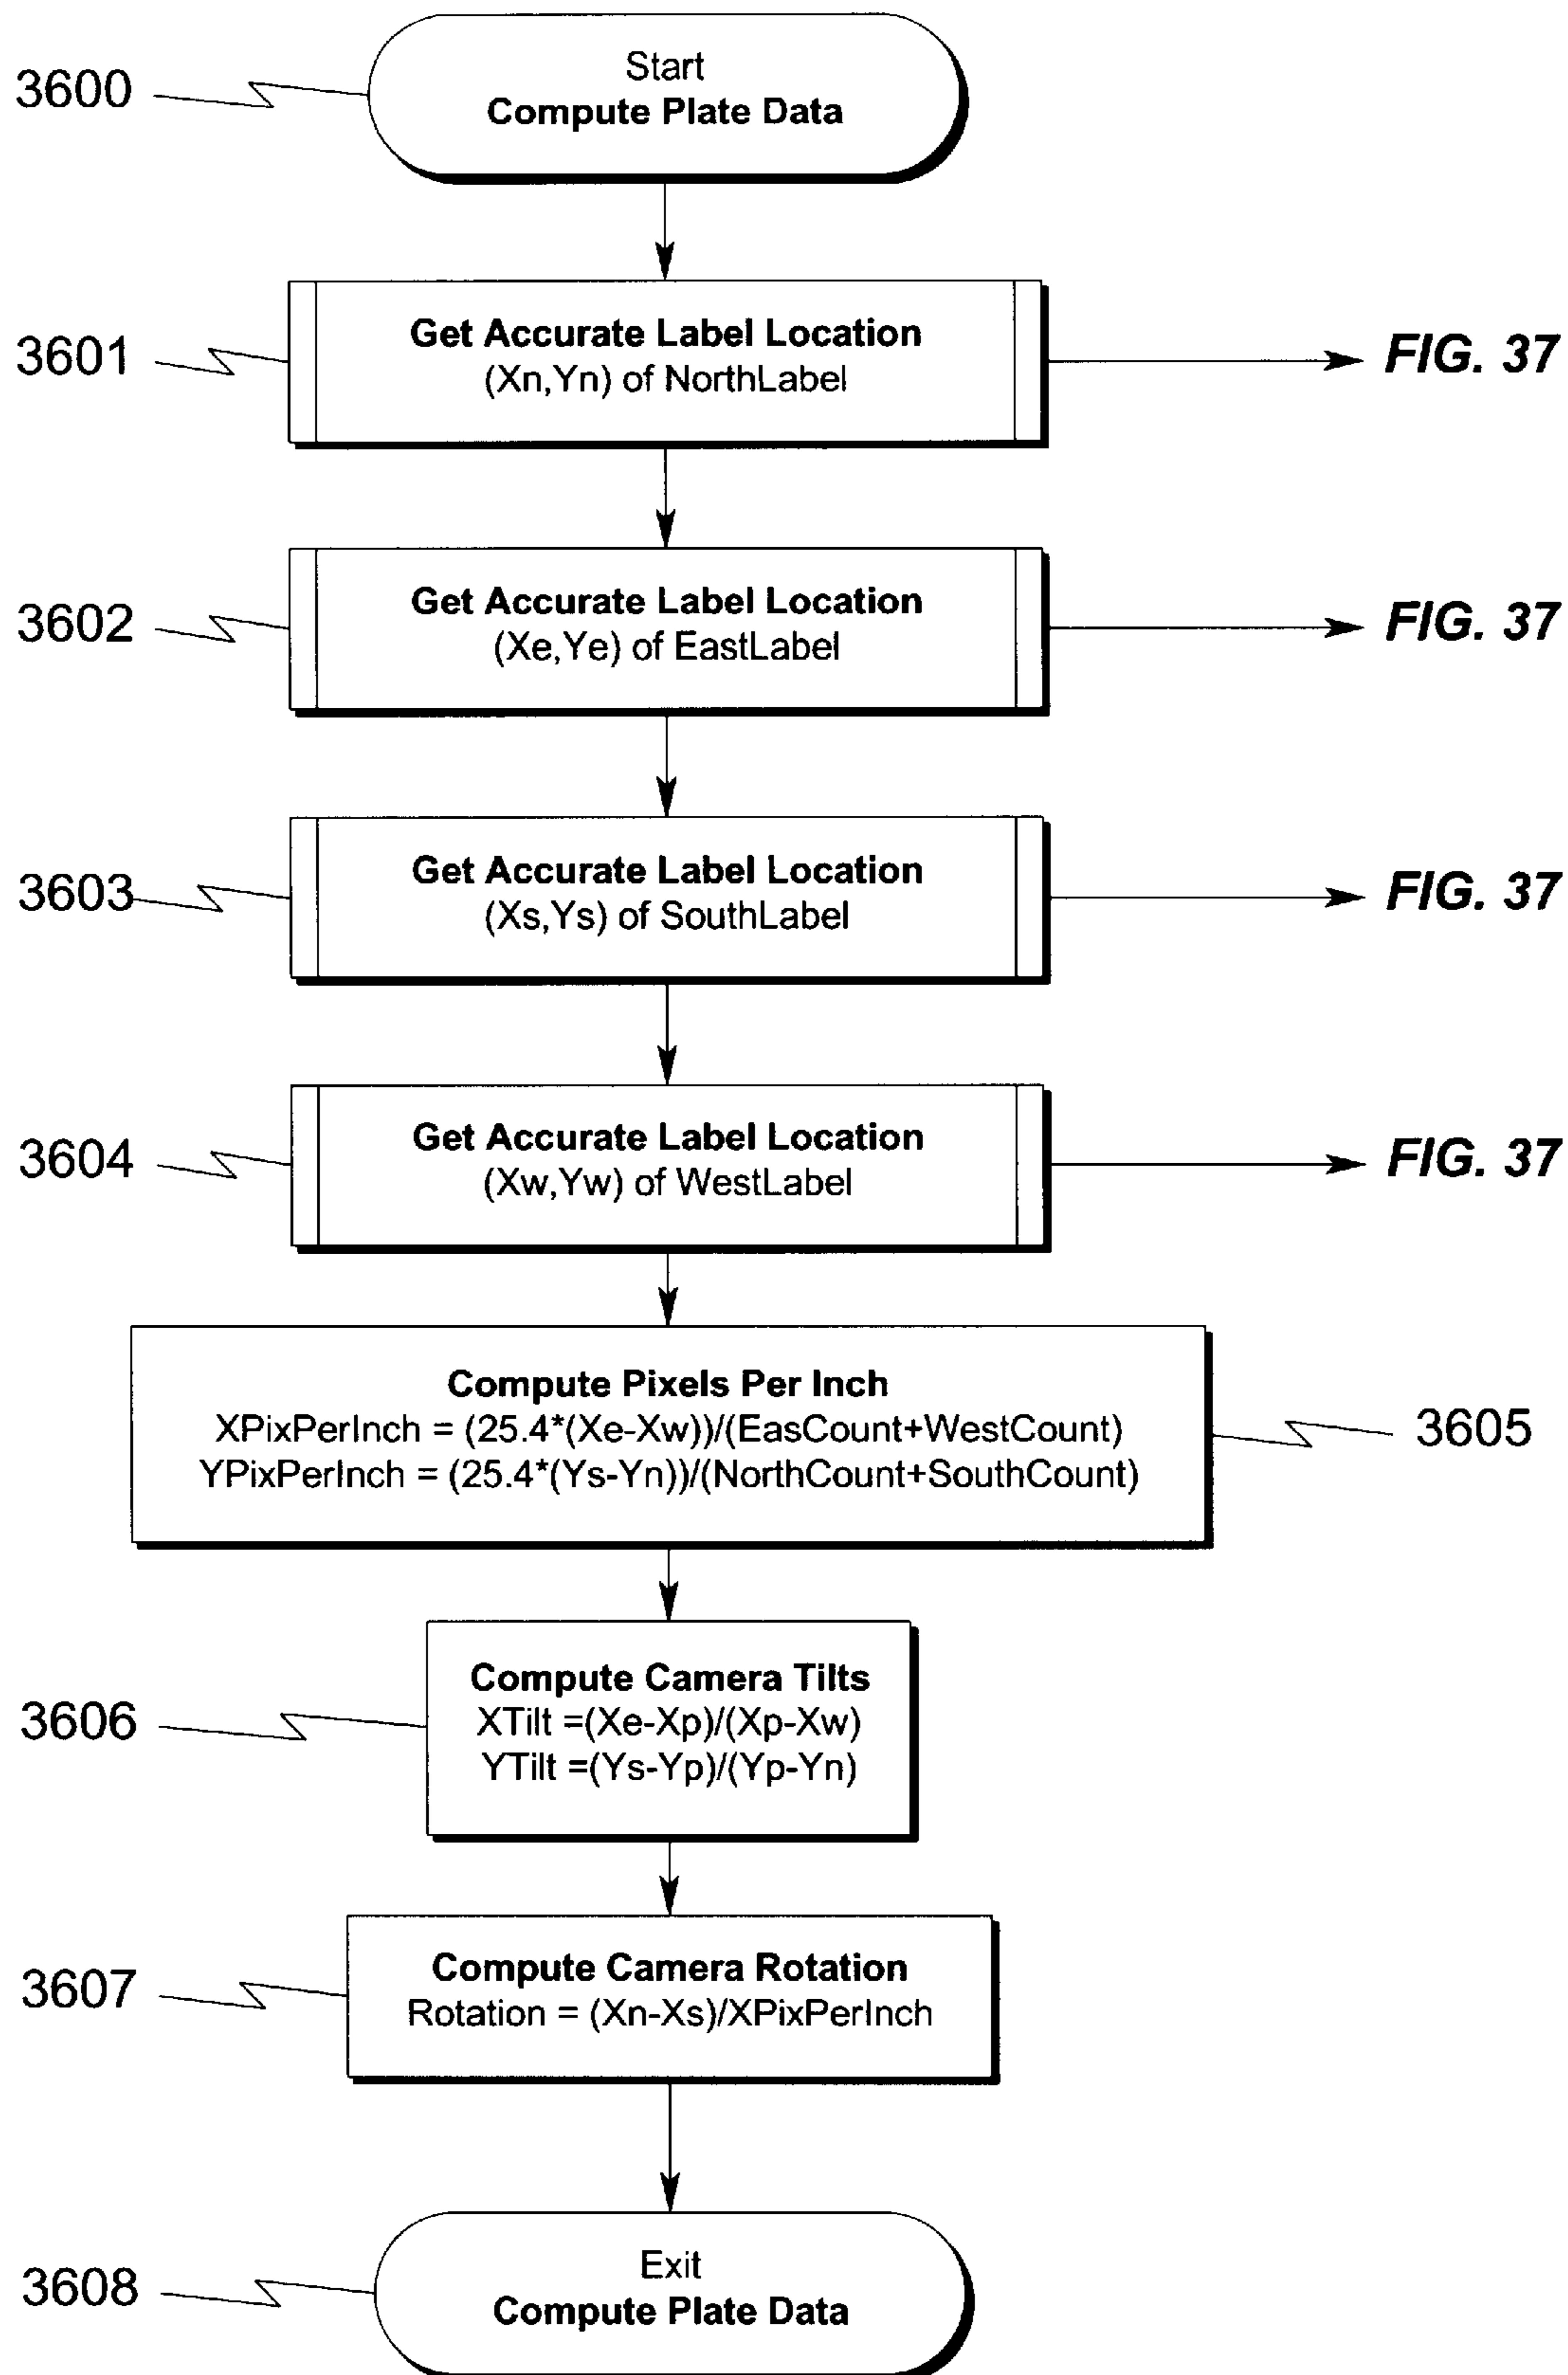 3600
Start
Compute Plate Data
3601
Get Accurate Label Location
(Xn,Yn) of NorthLabel
FIG. 37
3602
Get Accurate Label Location
(Xe,Ye) of EastLabel
FIG. 37
3603
Get Accurate Label Location
(Xs,Ys) of SouthLabel
FIG. 37
3604
Get Accurate Label Location
(Xw,Yw) of WestLabel
FIG. 37
Compute Pixels Per Inch
XPixPerInch = (25.4*(Xe-Xw))/(EasCount+WestCount)
YPixPerInch = (25.4*(Ys-Yn))/(NorthCount+SouthCount)
3605
3606
Compute Camera Tilts
XTilt =(Xe-Xp)/(Xp-Xw)
YTilt =(Ys-Yp)/(Yp-Yn)
3607
Compute Camera Rotation
Rotation = (Xn-Xs)/XPixPerInch
3608
Exit
Compute Plate Data